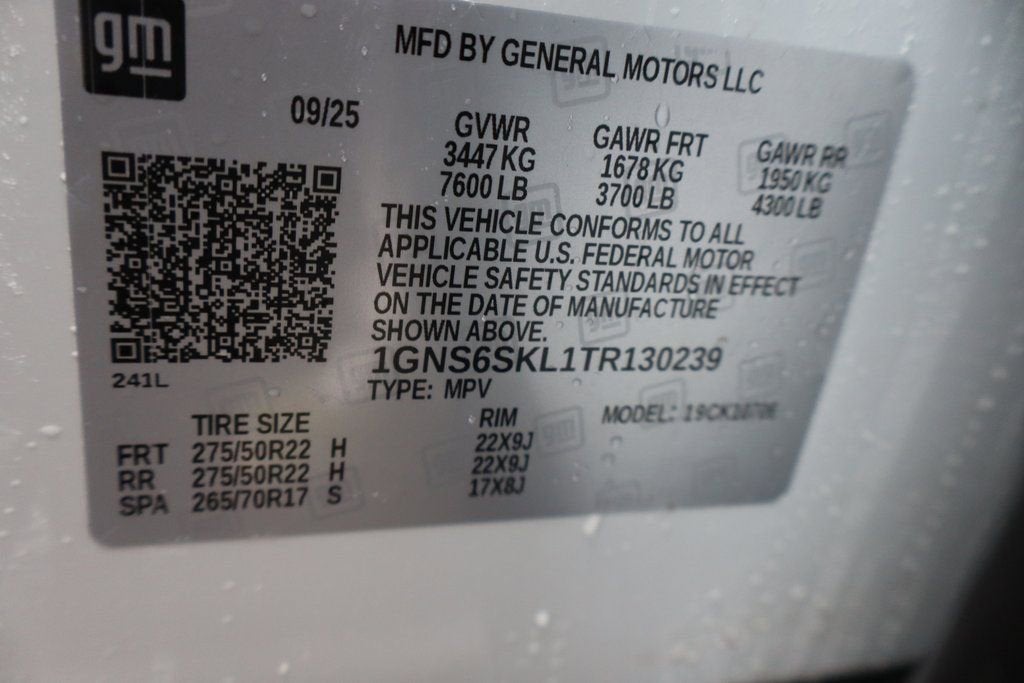 gm
MFD BY GENERAL MOTORS LLC
09/25
GVWR GAWR FRT GAWR RR
3447 KG 1678 KG 1950 KG
7600 LB 3700 LB 4300 LB
THIS VEHICLE CONFORMS TO ALL
APPLICABLE U.S. FEDERAL MOTOR
VEHICLE SAFETY STANDARDS IN EFFECT
ON THE DATE OF MANUFACTURE
SHOWN ABOVE.
1GNS6SKL1TR130239
241L
TYPE: MPV
TIRE SIZE RIM MODEL:
FRT 275/50R22 H 22X9J
RR 275/50R22 H 22X9J
SPA 265/70R17 S 17X8J